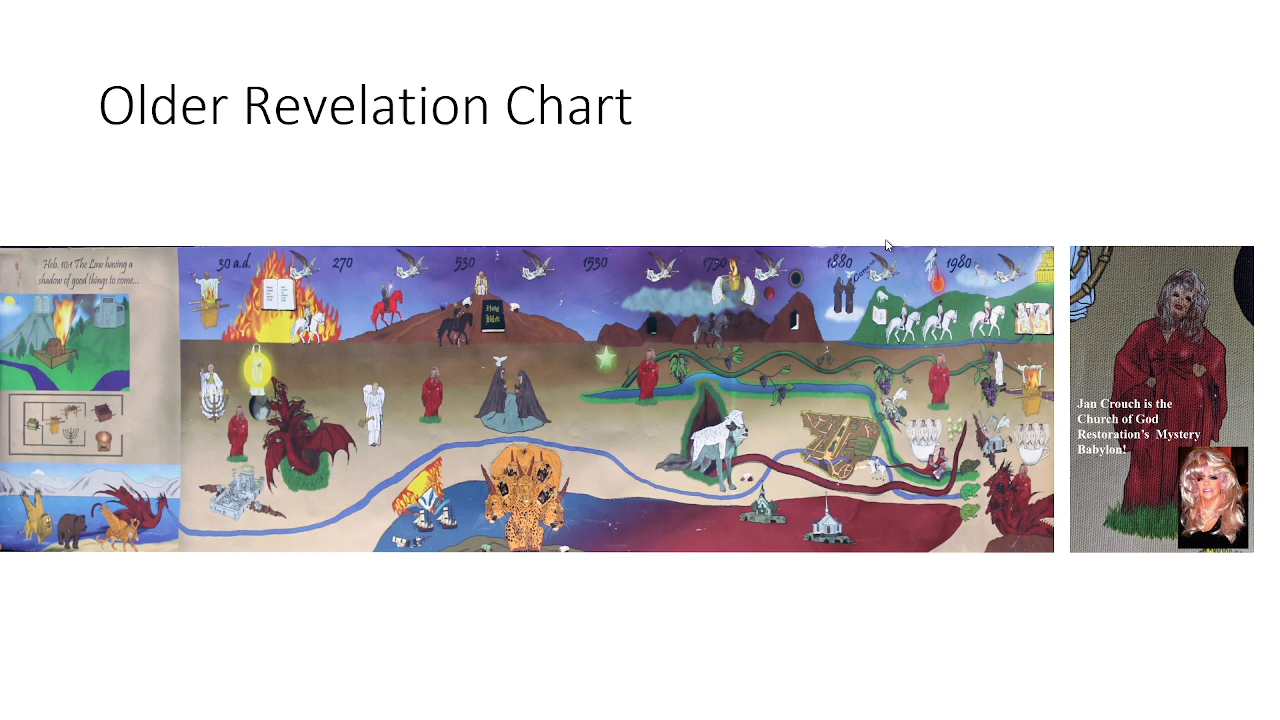 Older Revelation Chart
Heb. 10:1 The Law having a
shadow of good things to come...
30 a.d.
270
530
1530
1730
1880
1980
Holy
Bible
Jan Crouch is the
Church of God
Restoration's Mystery
Babylon!